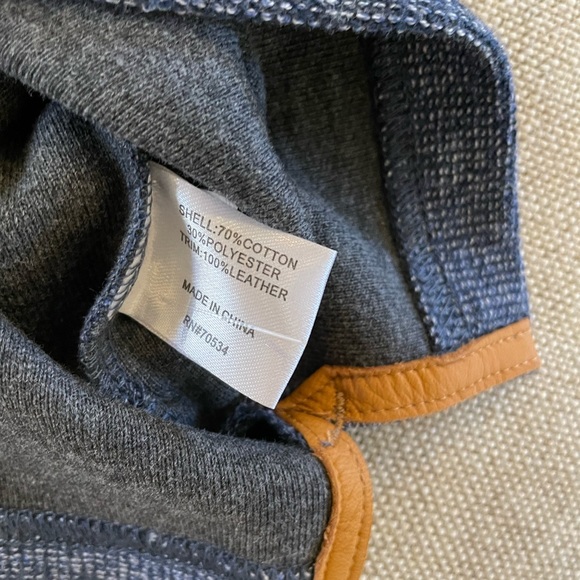 SHELL:70%COTTON
30%POLYESTER
TRIM:100%LEATHER
MADE IN CHINA
RN#70534